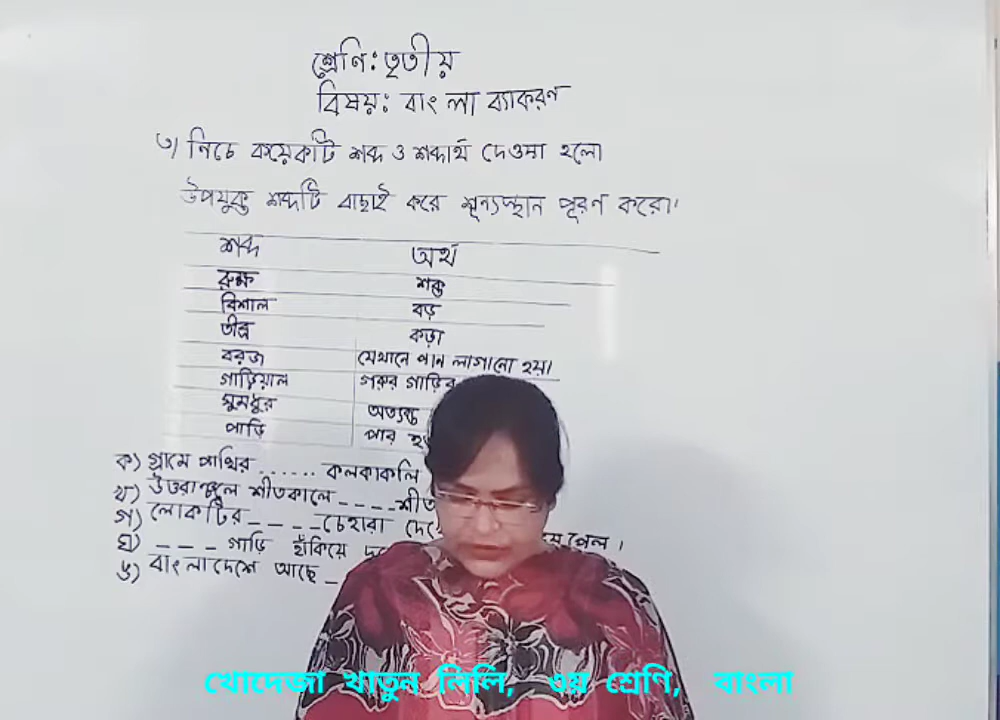 শ্রেণি: তৃতীয়
বিষয়: বাংলা ব্যাকরণ
৩/ নিচে কয়েকটি শব্দ ও শব্দার্থ দেওয়া হলো
উপযুক্ত শব্দটি বাছাই করে শূন্যস্থান পূরণ করো।
শব্দ অর্থ
রুক্ষ শক্ত
বিশাল বড়
তীব্র কড়া
বরজ যেখানে পান লাগানো হয়।
গাড়িয়াল গরুর গাড়ির
সুমধুর অত্যন্ত
পাড়ি পার
ক) গ্রামে পাখির ...... কলকাকলি
খ) উত্তরাঞ্চলে শীতকালে _ _ _ _ শীত
গ) লোকটির _ _ _ _ চেহারা পেল।
ঘ) _ _ _ গাড়ি হাঁকিয়ে
ঙ) বাংলাদেশে আছে _
খোদেজা খাতুন লিলি, ৩য় শ্রেণি, বাংলা